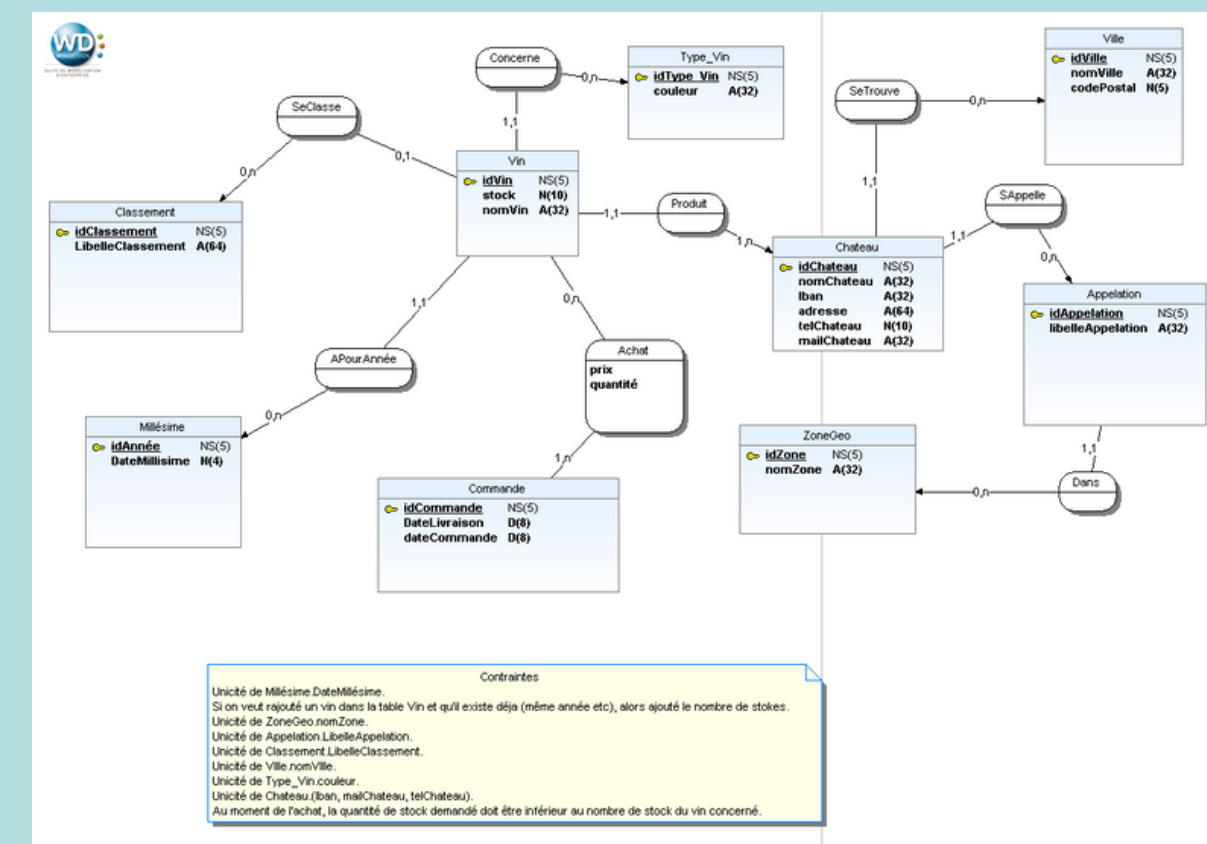 WD
Concerne
Type_Vin
idType_Vin NS(5)
couleur A(32)
0,n
1,1
SeClasse
0,n
0,1
Classement
idClassement NS(5)
LibelleClassement A(64)
Vin
idVin NS(5)
stock N(10)
nomVin A(32)
SeTrouve
0,n
1,1
Ville
idVille NS(5)
nomVille A(32)
codePostal N(5)
Produit
1,1
1,n
SAppelle
1,1
0,n
Chateau
idChateau NS(5)
nomChateau A(32)
Iban A(32)
adresse A(64)
telChateau N(10)
mailChateau A(32)
Appelation
idAppelation NS(5)
libelleAppelation A(32)
APourAnnée
1,1
0,n
Millésime
idAnnée NS(5)
DateMillisime N(4)
Achat
prix
quantité
0,n
1,n
Commande
idCommande NS(5)
DateLivraison D(8)
dateCommande D(8)
ZoneGeo
idZone NS(5)
nomZone A(32)
Dans
1,1
0,n
Contraintes
Unicité de Millésime.DateMillésime.
Si on veut rajouté un vin dans la table Vin et qu'il existe déja (même année etc), alors ajouté le nombre de stokes.
Unicité de ZoneGeo.nomZone.
Unicité de Appelation.LibelleAppelation.
Unicité de Classement.LibelleClassement.
Unicité de Ville.nomVille.
Unicité de Type_Vin.couleur.
Unicité de Chateau.(Iban, mailChateau, telChateau).
Au moment de l'achat, la quantité de stock demandé doit être inférieur au nombre de stock du vin concerné.